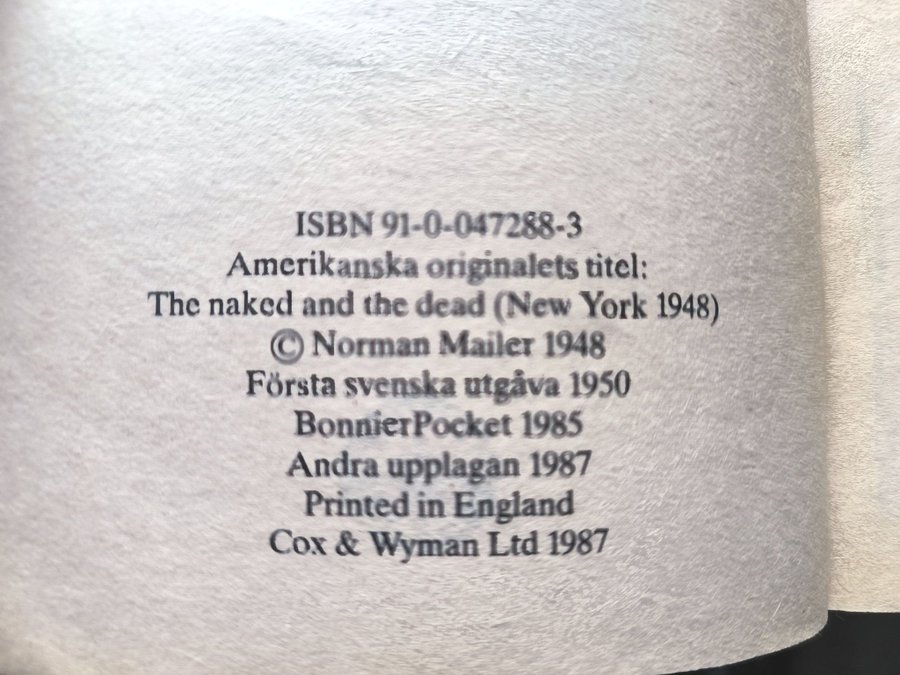 ISBN 91-0-047288-3
Amerikanska originalets titel:
The naked and the dead (New York 1948)
© Norman Mailer 1948
Första svenska utgåva 1950
BonnierPocket 1985
Andra upplagan 1987
Printed in England
Cox & Wyman Ltd 1987